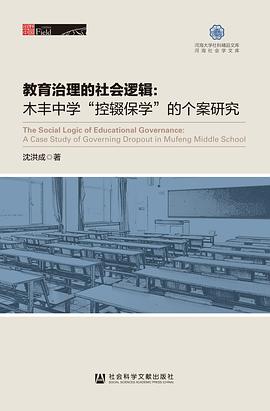 Field
河海大学社科精品文库
河海社会学文库
教育治理的社会逻辑:
木丰中学“控辍保学”的个案研究
The Social Logic of Educational Governance:
A Case Study of Governing Dropout in Mufeng Middle School
沈洪成 著
社会科学文献出版社
SOCIAL SCIENCES ACADEMIC PRESS (CHINA)